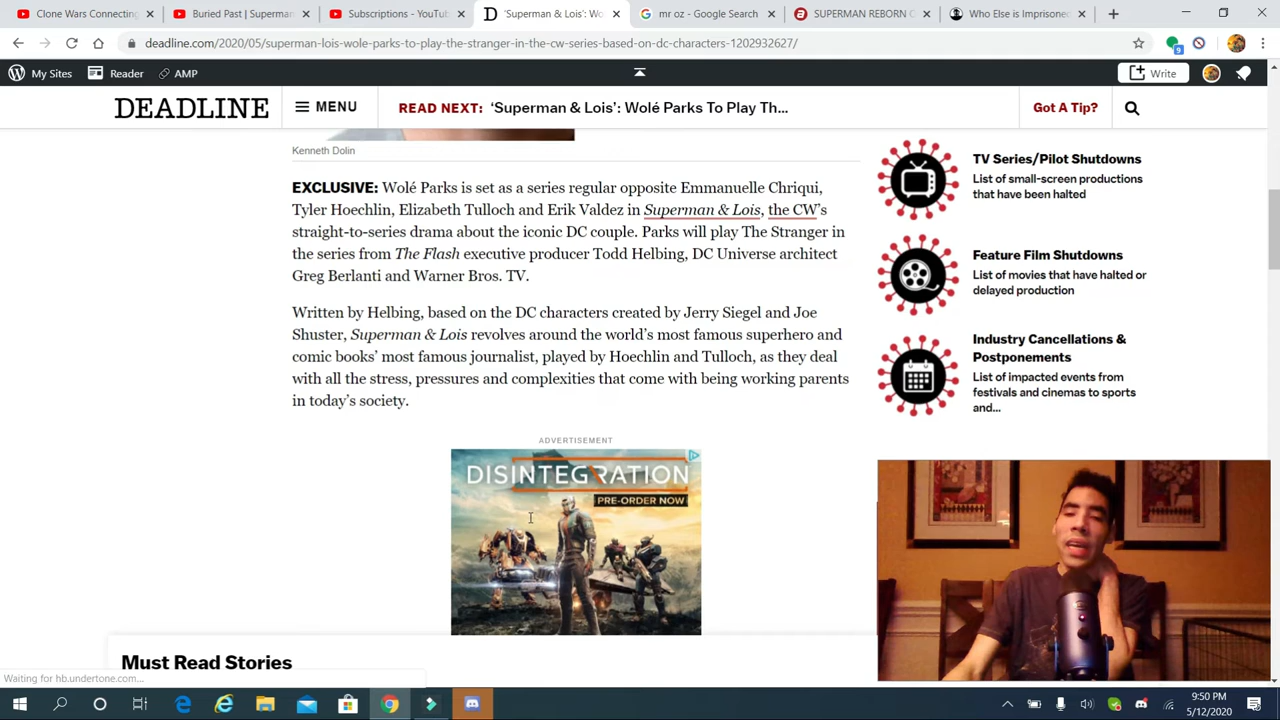 Clone Wars Connecting
Buried Past | Superman
Subscriptions - YouTube
'Superman & Lois': Wo
mr oz - Google Search
SUPERMAN REBORN
Who Else is Imprisoned
deadline.com/2020/05/superman-lois-wole-parks-to-play-the-stranger-in-the-cw-series-based-on-dc-characters-1202932627/
9
My Sites
Reader
AMP
Write
DEADLINE
MENU
READ NEXT: 'Superman & Lois': Wolé Parks To Play Th...
Got A Tip?
Kenneth Dolin
EXCLUSIVE: Wolé Parks is set as a series regular opposite Emmanuelle Chriqui,
Tyler Hoechlin, Elizabeth Tulloch and Erik Valdez in Superman & Lois, the CW's
straight-to-series drama about the iconic DC couple. Parks will play The Stranger in
the series from The Flash executive producer Todd Helbing, DC Universe architect
Greg Berlanti and Warner Bros. TV.
Written by Helbing, based on the DC characters created by Jerry Siegel and Joe
Shuster, Superman & Lois revolves around the world's most famous superhero and
comic books' most famous journalist, played by Hoechlin and Tulloch, as they deal
with all the stress, pressures and complexities that come with being working parents
in today's society.
ADVERTISEMENT
DISINTEGRATION
PRE-ORDER NOW
TV Series/Pilot Shutdowns
List of small-screen productions
that have been halted
Feature Film Shutdowns
List of movies that have halted or
delayed production
Industry Cancellations &
Postponements
List of impacted events from
festivals and cinemas to sports
and...
Must Read Stories
Waiting for hb.undertone.com...
9:50 PM
5/12/2020